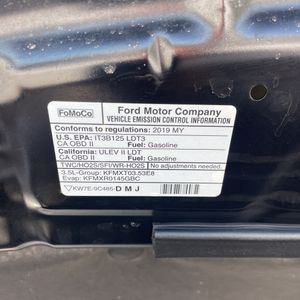 FoMoCo
Ford Motor Company
VEHICLE EMISSION CONTROL INFORMATION
Conforms to regulations: 2019 MY
U.S. EPA: IT3B125 LDT3
CA OBD II Fuel: Gasoline
California: ULEV II LDT
CA OBD II Fuel: Gasoline
TWC/HO2S/SFI/WR-HO2S No adjustments needed.
3.5L-Group: KFMXT03.53E8
Evap: KFMXR0145GBC
KW7E-9C485- D M J